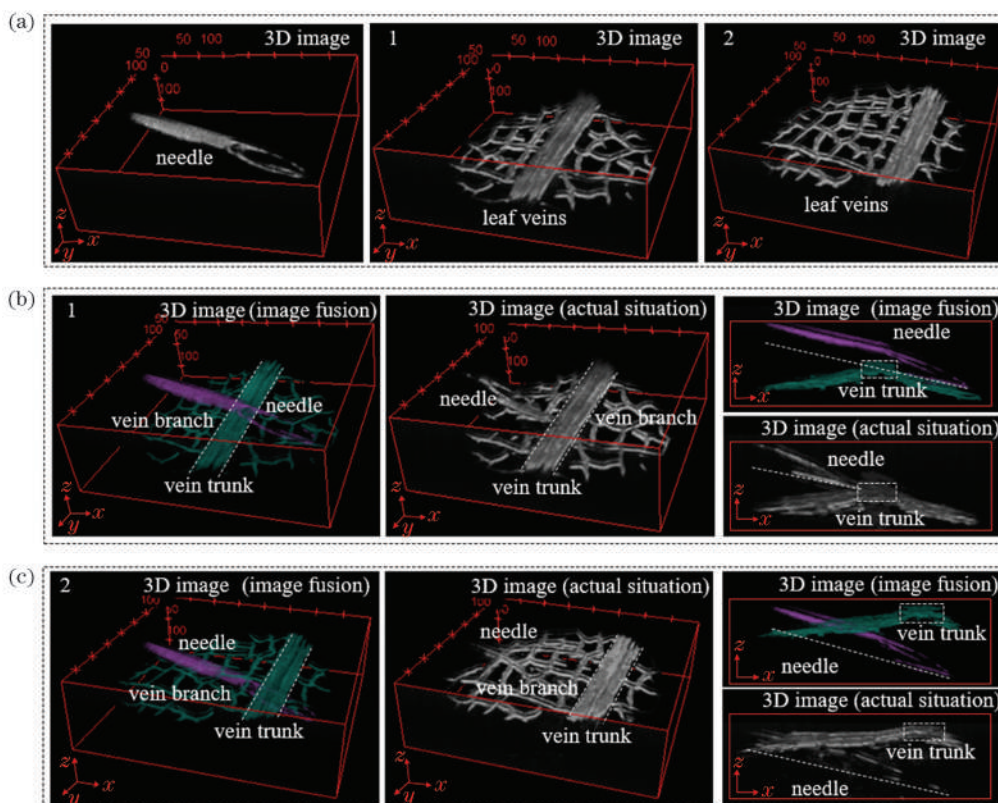 (a)
3D image
50 50 100
100
0
100
needle
z
x
y
1
3D image
50 100
100
0
100
leaf veins
z
x
y
2
3D image
50 100
100
0
100
leaf veins
z
x
y
(b)
1
3D image (image fusion)
50
50
100
needle
vein branch
vein trunk
z
x
y
3D image (actual situation)
100
50
100
needle
vein branch
vein trunk
z
x
y
3D image (image fusion)
needle
z
vein trunk
x
3D image (actual situation)
needle
z
vein trunk
x
(c)
2
3D image (image fusion)
100
0
100
needle
vein branch
vein trunk
z
x
y
3D image (actual situation)
100
0
needle
vein branch
vein trunk
z
x
y
3D image (image fusion)
z
vein trunk
needle
x
3D image (actual situation)
z
vein trunk
needle
x